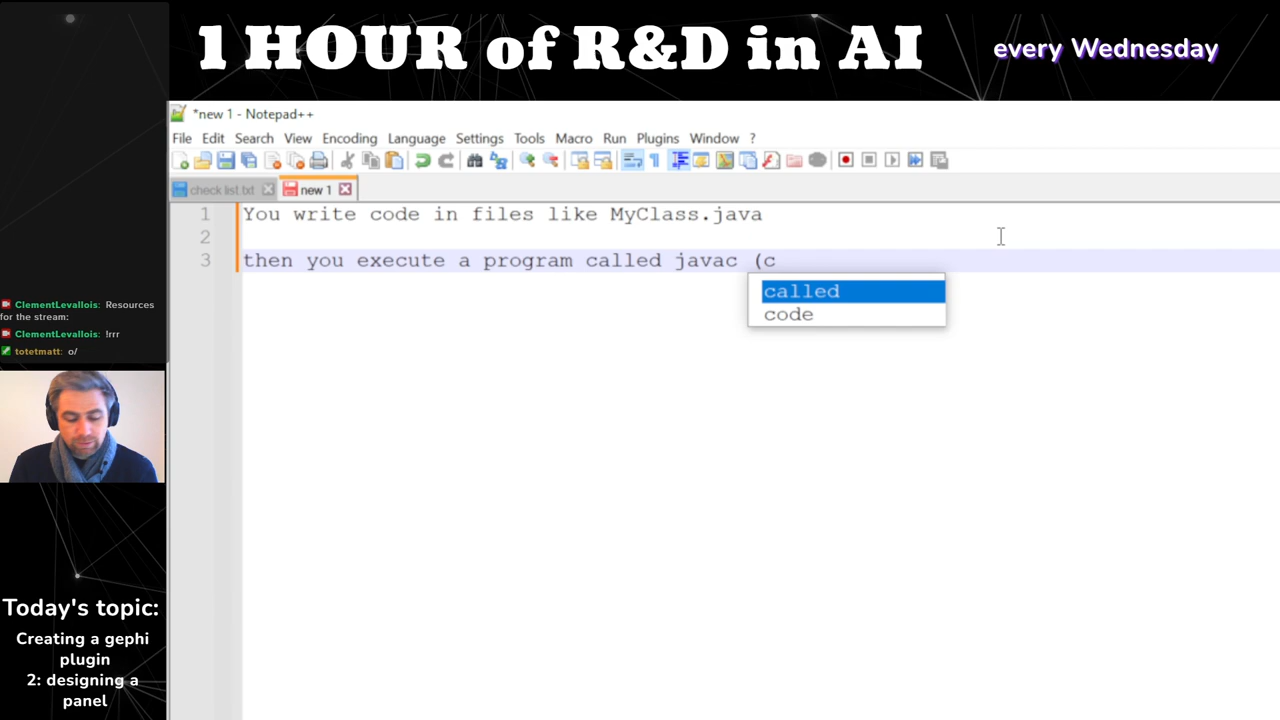 1 HOUR of R&D in AI
every Wednesday
*new 1 - Notepad++
File Edit Search View Encoding Language Settings Tools Macro Run Plugins Window ?
check list.txt new 1
1 You write code in files like MyClass.java
2
3 then you execute a program called javac (c
called
code
ClementLevallois: Resources
for the stream:
ClementLevallois: !rrr
totetmatt: o/
Today's topic:
Creating a gephi
plugin
2: designing a
panel